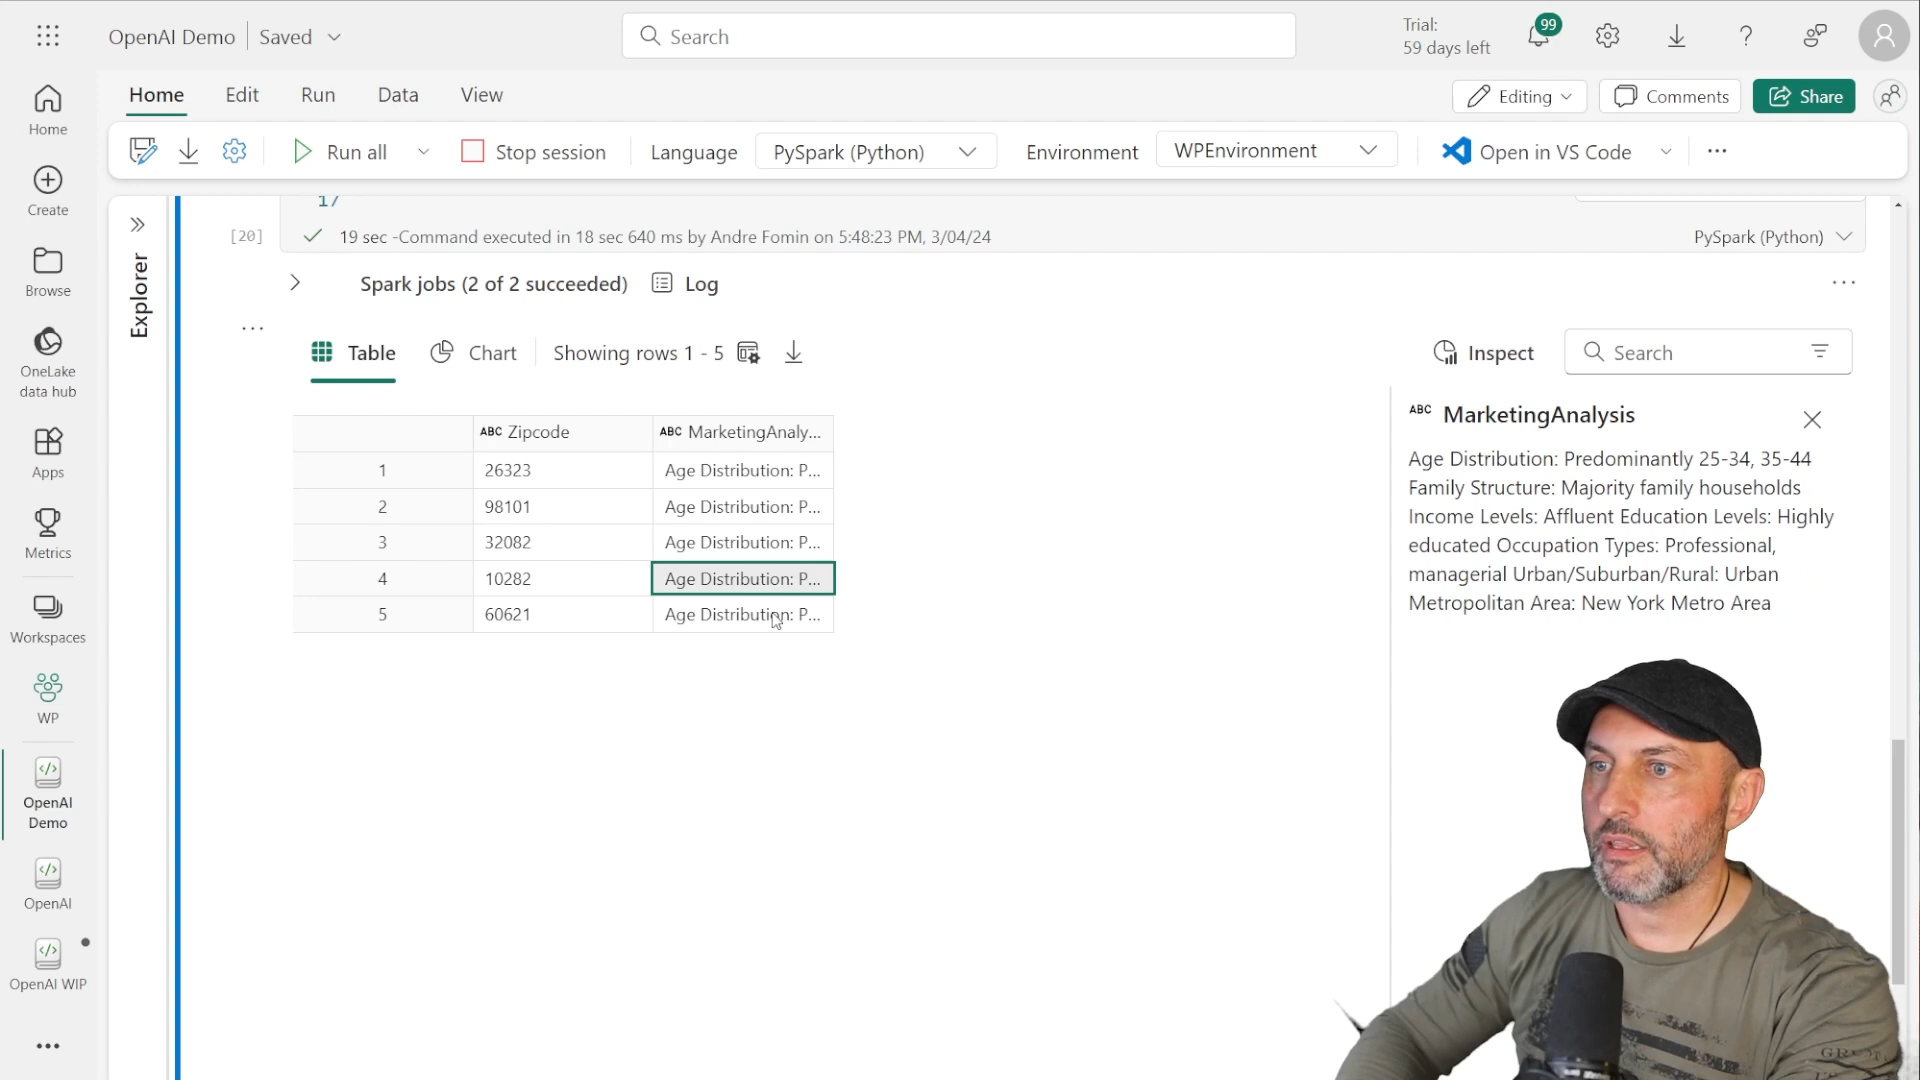 OpenAI Demo
Saved
Search
Trial:
59 days left
99
Home
Edit
Run
Data
View
Editing
Comments
Share
Run all
Stop session
Language
PySpark (Python)
Environment
WPEnvironment
Open in VS Code
Home
Create
Browse
OneLake
data hub
Apps
Metrics
Workspaces
WP
OpenAI
Demo
OpenAI
OpenAI WIP
Explorer
17
[20]
19 sec -Command executed in 18 sec 640 ms by Andre Fomin on 5:48:23 PM, 3/04/24
PySpark (Python)
Spark jobs (2 of 2 succeeded)
Log
Table
Chart
Showing rows 1 - 5
Inspect
Search
ABC Zipcode
ABC MarketingAnaly...
1 26323 Age Distribution: P...
2 98101 Age Distribution: P...
3 32082 Age Distribution: P...
4 10282 Age Distribution: P...
5 60621 Age Distribution: P...
ABC MarketingAnalysis
Age Distribution: Predominantly 25-34, 35-44
Family Structure: Majority family households
Income Levels: Affluent Education Levels: Highly
educated Occupation Types: Professional,
managerial Urban/Suburban/Rural: Urban
Metropolitan Area: New York Metro Area